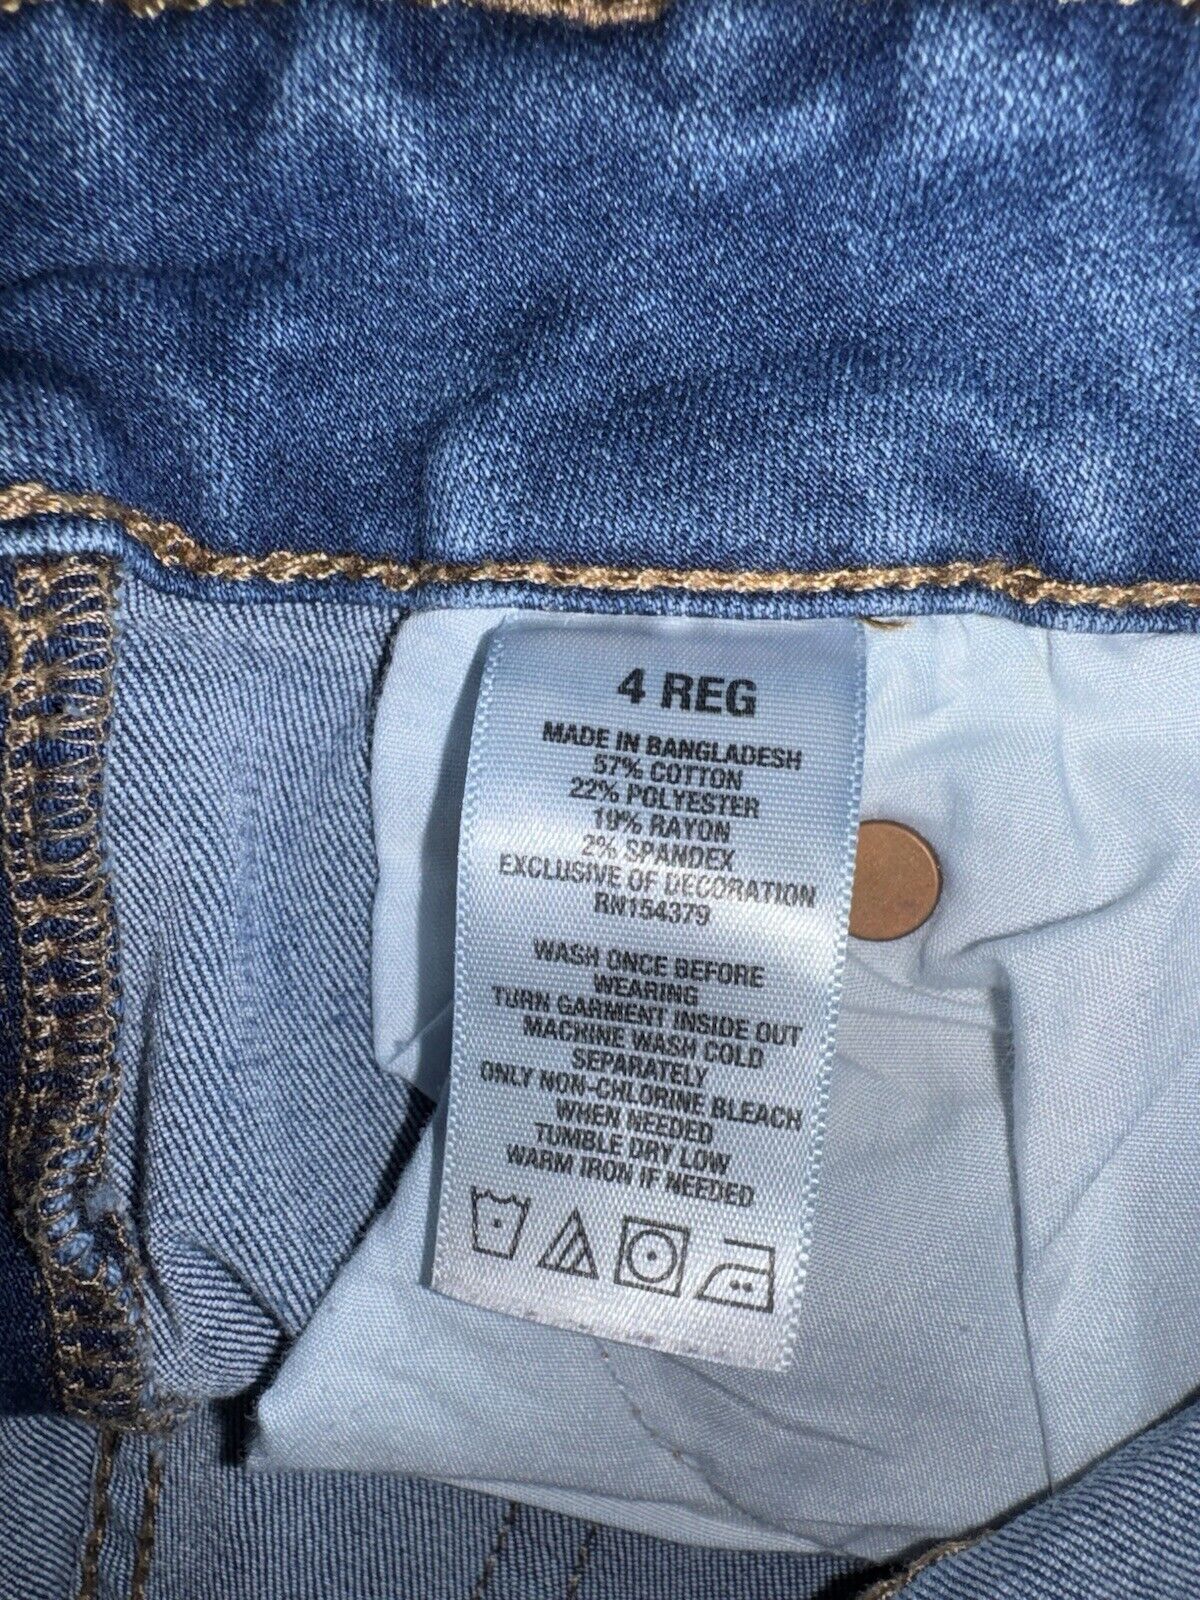 4 REG
MADE IN BANGLADESH
57% COTTON
22% POLYESTER
19% RAYON
2% SPANDEX
EXCLUSIVE OF DECORATION
RN154379
WASH ONCE BEFORE
WEARING
TURN GARMENT INSIDE OUT
MACHINE WASH COLD
SEPARATELY
ONLY NON-CHLORINE BLEACH
WHEN NEEDED
TUMBLE DRY LOW
WARM IRON IF NEEDED